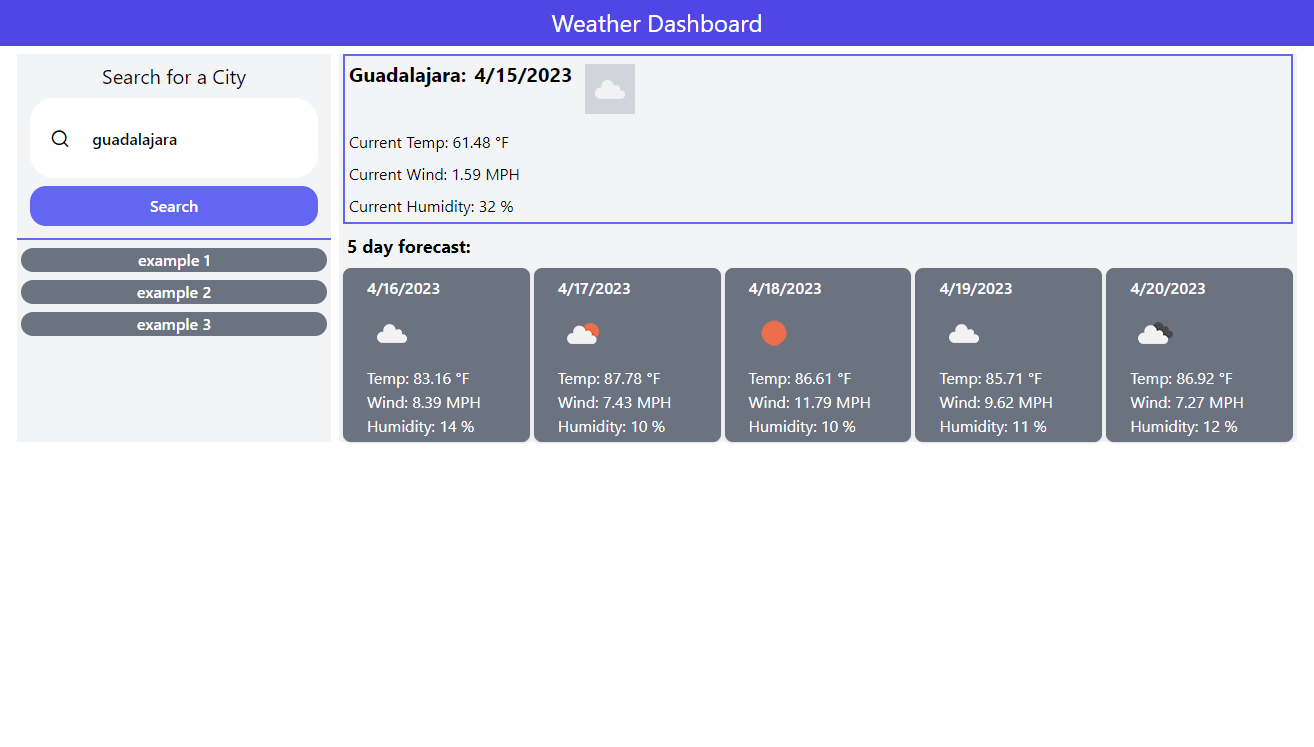 Weather Dashboard
Search for a City
guadalajara
Search
example 1
example 2
example 3
Guadalajara: 4/15/2023
Current Temp: 61.48 °F
Current Wind: 1.59 MPH
Current Humidity: 32 %
5 day forecast:
4/16/2023
Temp: 83.16 °F
Wind: 8.39 MPH
Humidity: 14 %
4/17/2023
Temp: 87.78 °F
Wind: 7.43 MPH
Humidity: 10 %
4/18/2023
Temp: 86.61 °F
Wind: 11.79 MPH
Humidity: 10 %
4/19/2023
Temp: 85.71 °F
Wind: 9.62 MPH
Humidity: 11 %
4/20/2023
Temp: 86.92 °F
Wind: 7.27 MPH
Humidity: 12 %